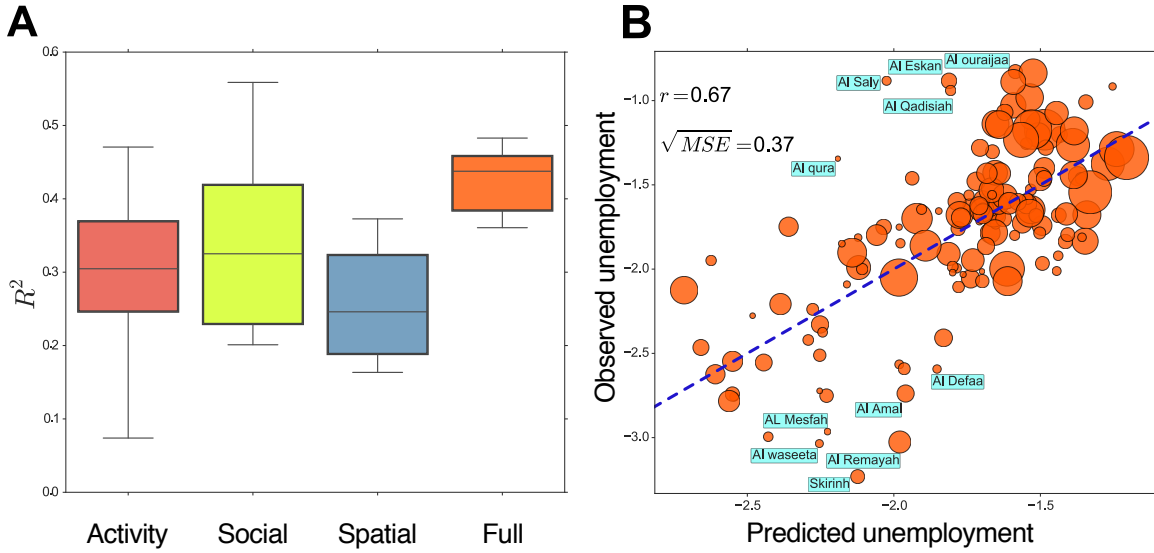 A
0.6
0.5
0.4
0.3
0.2
0.1
0.0
R²
Activity
Social
Spatial
Full
B
Al ouraijaa
Al Eskan
Al Saly
Al Qadisiah
r = 0.67
√MSE = 0.37
Al qura
Al Defaa
Al Amal
AL Mesfah
Al waseeta
Al Remayah
Skirinh
−1.0
−1.5
−2.0
−2.5
−3.0
Observed unemployment
−2.5
−2.0
−1.5
Predicted unemployment